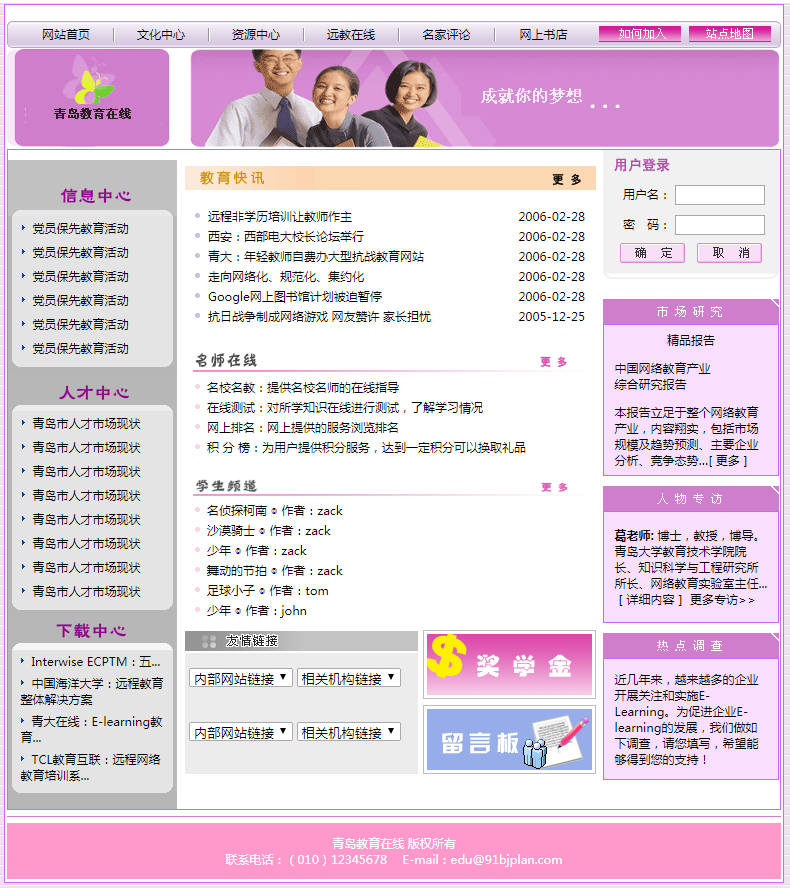 网站首页 文化中心 资源中心 远教在线 名家评论 网上书店 如何加入 站点地图
青岛教育在线
成就你的梦想 . . .
信息中心
党员保先教育活动
党员保先教育活动
党员保先教育活动
党员保先教育活动
党员保先教育活动
党员保先教育活动
人才中心
青岛市人才市场现状
青岛市人才市场现状
青岛市人才市场现状
青岛市人才市场现状
青岛市人才市场现状
青岛市人才市场现状
青岛市人才市场现状
青岛市人才市场现状
下载中心
Interwise ECPTM：五...
中国海洋大学：远程教育
整体解决方案
青大在线：E-learning教
育...
TCL教育互联：远程网络
教育培训系...
教育快讯 更 多
远程非学历培训让教师作主 2006-02-28
西安：西部电大校长论坛举行 2006-02-28
青大：年轻教师自费办大型抗战教育网站 2006-02-28
走向网络化、规范化、集约化 2006-02-28
Google网上图书馆计划被迫暂停 2006-02-28
抗日战争制成网络游戏 网友赞许 家长担忧 2005-12-25
名师在线 更 多
名校名教：提供名校名师的在线指导
在线测试：对所学知识在线进行测试，了解学习情况
网上排名：网上提供的服务浏览排名
积 分 榜：为用户提供积分服务，达到一定积分可以换取礼品
学生频道 更 多
名侦探柯南 作者：zack
沙漠骑士 作者：zack
少年 作者：zack
舞动的节拍 作者：zack
足球小子 作者：tom
少年 作者：john
友情链接
内部网站链接 相关机构链接
内部网站链接 相关机构链接
$ 奖 学 金
留言板
用户登录
用户名：
密 码：
确 定 取 消
市 场 研 究
精品报告
中国网络教育产业
综合研究报告
本报告立足于整个网络教育
产业，内容翔实，包括市场
规模及趋势预测、主要企业
分析、竞争态势...[ 更多 ]
人 物 专 访
葛老师: 博士，教授，博导。
青岛大学教育技术学院院
长、知识科学与工程研究所
所长、网络教育实验室主任...
[ 详细内容 ] 更多专访>>
热 点 调 查
近几年来，越来越多的企业
开展关注和实施E-
Learning。为促进企业E-
learning的发展，我们做如
下调查，请您填写，希望能
够得到您的支持！
青岛教育在线 版权所有
联系电话：（010）12345678 E-mail：edu@91bjplan.com